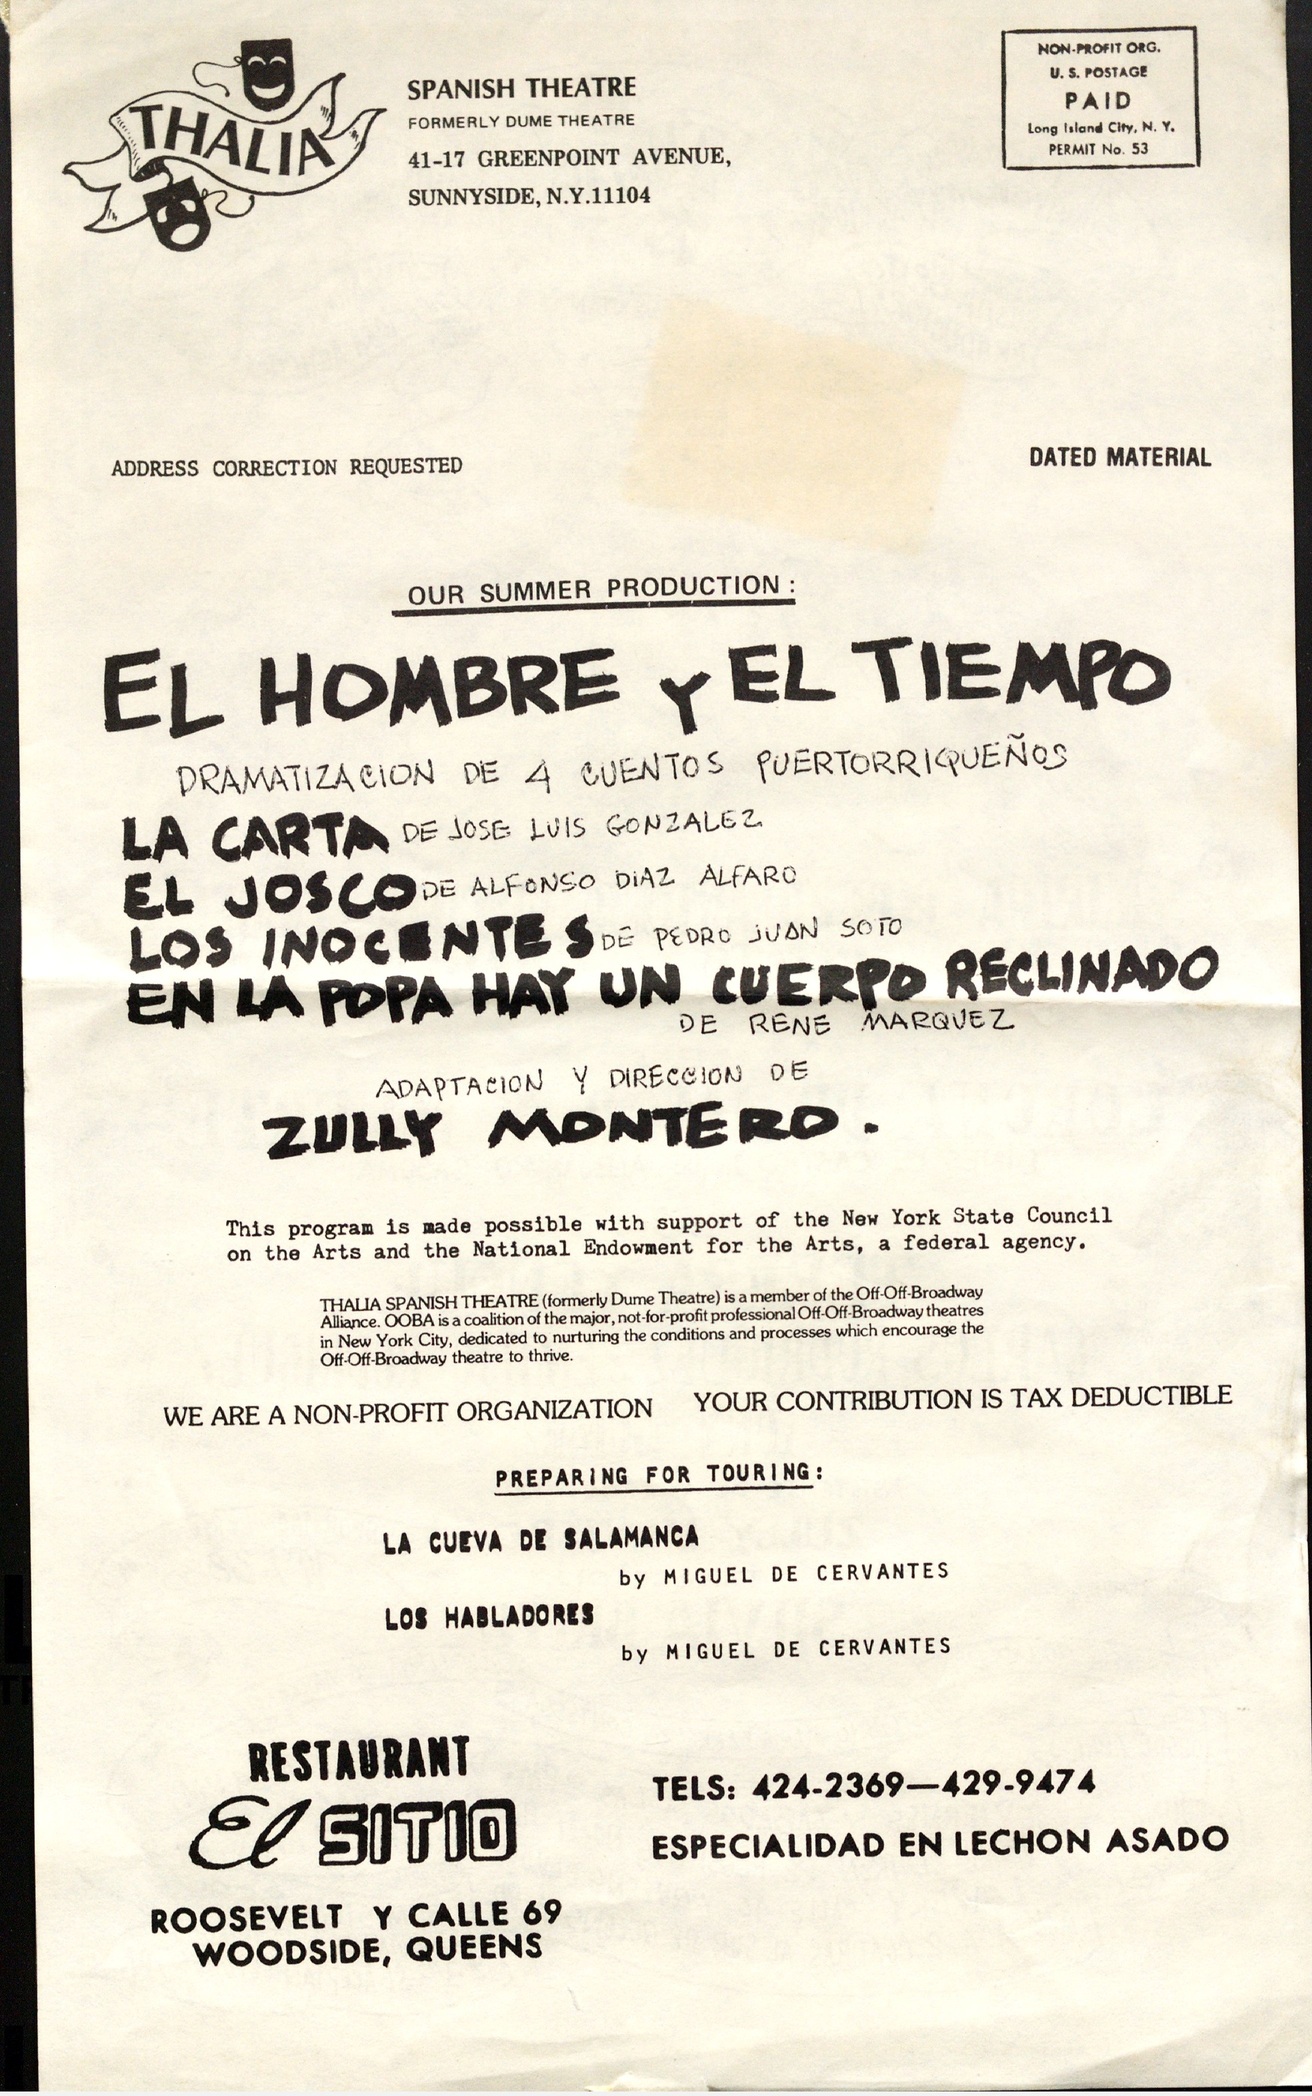 THALIA
SPANISH THEATRE
FORMERLY DUME THEATRE
41-17 GREENPOINT AVENUE,
SUNNYSIDE, N.Y.11104
NON-PROFIT ORG.
U. S. POSTAGE
PAID
Long Island City, N. Y.
PERMIT No. 53
ADDRESS CORRECTION REQUESTED
DATED MATERIAL
OUR SUMMER PRODUCTION:
EL HOMBRE y EL TIEMPO
DRAMATIZACION DE 4 CUENTOS PUERTORRIQUEÑOS
LA CARTA DE JOSE LUIS GONZALEZ
EL JOSCO DE ALFONSO DiAZ ALFARO
LOS INOCENTES DE PEDRO JUAN SOTO
EN LA POPA HAY UN CUERPO RECLINADO
DE RENE MARQUEZ
ADAPTACION Y DIRECCION DE
ZULLY MONTERO.
This program is made possible with support of the New York State Council
on the Arts and the National Endowment for the Arts, a federal agency.
THALIA SPANISH THEATRE (formerly Dume Theatre) is a member of the Off-Off-Broadway
Alliance. OOBA is a coalition of the major, not-for-profit professional Off-Off-Broadway theatres
in New York City, dedicated to nurturing the conditions and processes which encourage the
Off-Off-Broadway theatre to thrive.
WE ARE A NON-PROFIT ORGANIZATION YOUR CONTRIBUTION IS TAX DEDUCTIBLE
PREPARING FOR TOURING:
LA CUEVA DE SALAMANCA
by MIGUEL DE CERVANTES
LOS HABLADORES
by MIGUEL DE CERVANTES
RESTAURANT
El SITIO
ROOSEVELT Y CALLE 69
WOODSIDE, QUEENS
TELS: 424-2369—429-9474
ESPECIALIDAD EN LECHON ASADO